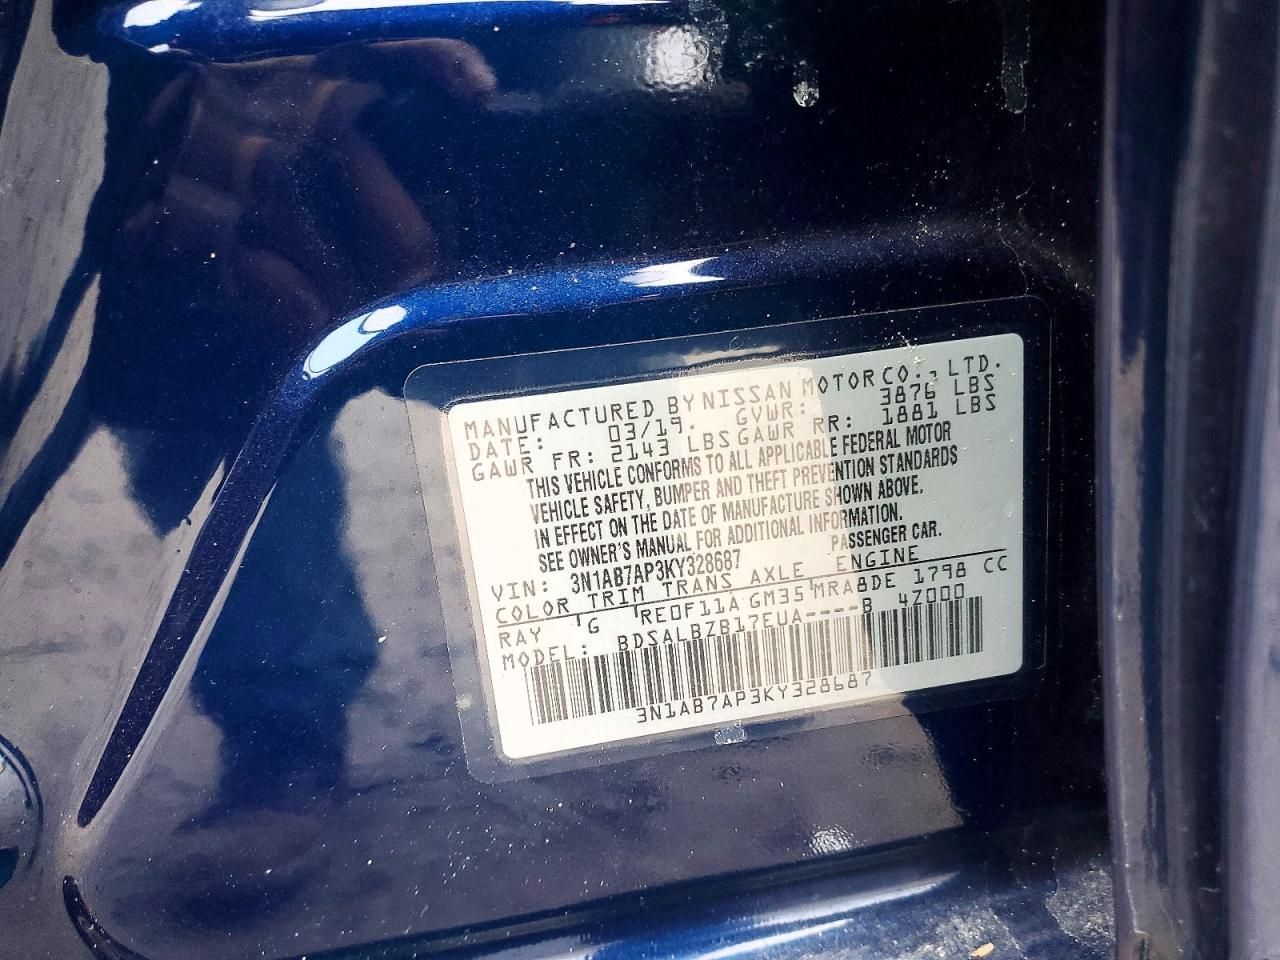 MANUFACTURED BY NISSAN MOTOR CO., LTD.
DATE: 03/19. GVWR: 3876 LBS
GAWR FR: 2143 LBS GAWR RR: 1881 LBS
THIS VEHICLE CONFORMS TO ALL APPLICABLE FEDERAL MOTOR
VEHICLE SAFETY, BUMPER AND THEFT PREVENTION STANDARDS
IN EFFECT ON THE DATE OF MANUFACTURE SHOWN ABOVE.
SEE OWNER'S MANUAL FOR ADDITIONAL INFORMATION.
VIN: 3N1AB7AP3KY328687 PASSENGER CAR.
COLOR TRIM TRANS AXLE ENGINE
RAY G RE0F11A GM35 MRA8DE 1798 CC
MODEL: BDSALBZB17EUA----B 4Z000
3N1AB7AP3KY328687